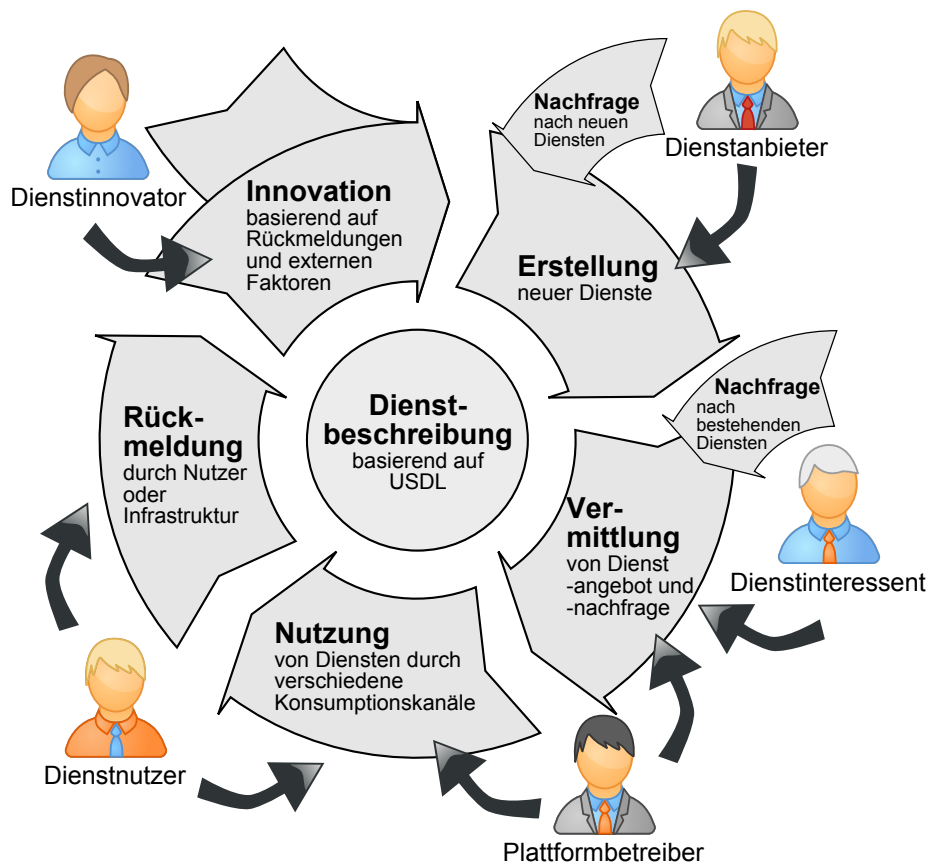 Dienstinnovator
Innovation
basierend auf
Rückmeldungen
und externen
Faktoren
Nachfrage
nach neuen
Diensten
Dienstanbieter
Erstellung
neuer Dienste
Nachfrage
nach
bestehenden
Diensten
Dienstinteressent
Dienst-
beschreibung
basierend auf
USDL
Ver-
mittlung
von Dienst
-angebot und
-nachfrage
Plattformbetreiber
Nutzung
von Diensten durch
verschiedene
Konsumptionskanäle
Dienstnutzer
Rück-
meldung
durch Nutzer
oder
Infrastruktur